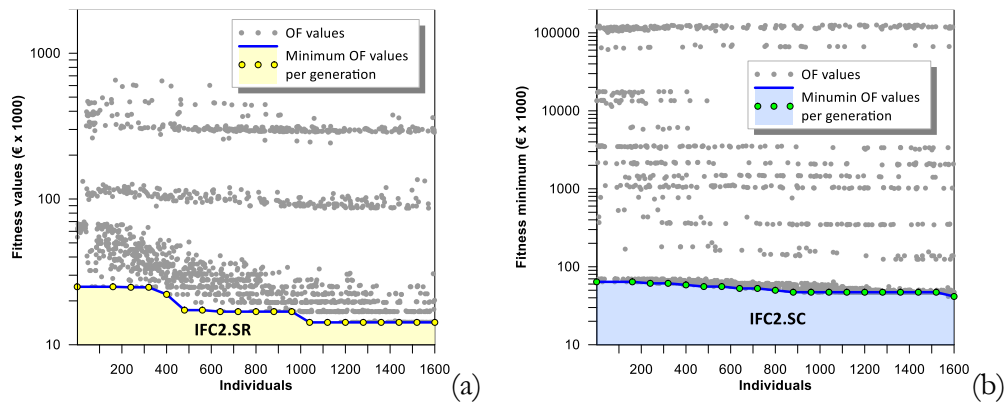 OF values
Minimum OF values
per generation
1000
100
10
Fitness values (€ x 1000)
IFC2.SR
200 400 600 800 1000 1200 1400 1600
Individuals
(a)
OF values
Minumin OF values
per generation
100000
10000
1000
100
10
Fitness minimum (€ x 1000)
IFC2.SC
200 400 600 800 1000 1200 1400 1600
Individuals
(b)